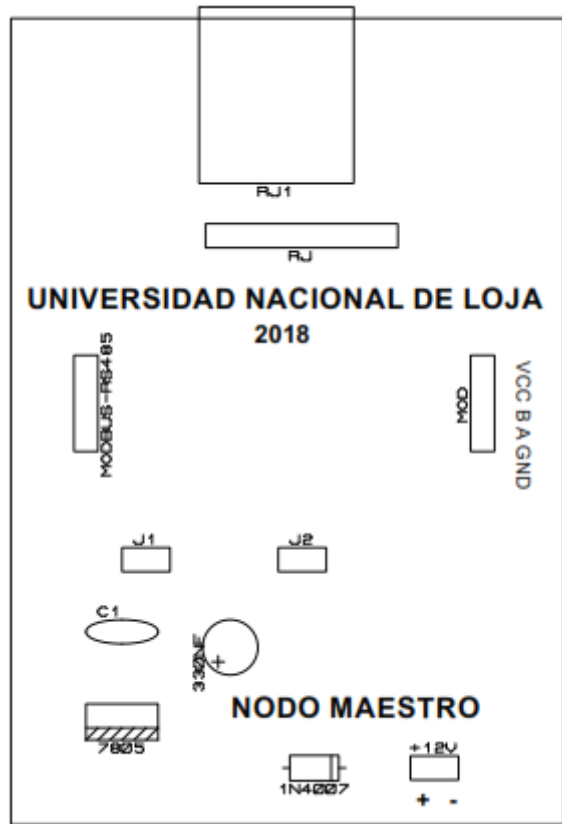 RJ1
RJ
UNIVERSIDAD NACIONAL DE LOJA
2018
MODBUS-RS485
MOD
VCC B A GND
J1
J2
C1
330NF
+
NODO MAESTRO
7805
1N4007
+12V
+ -